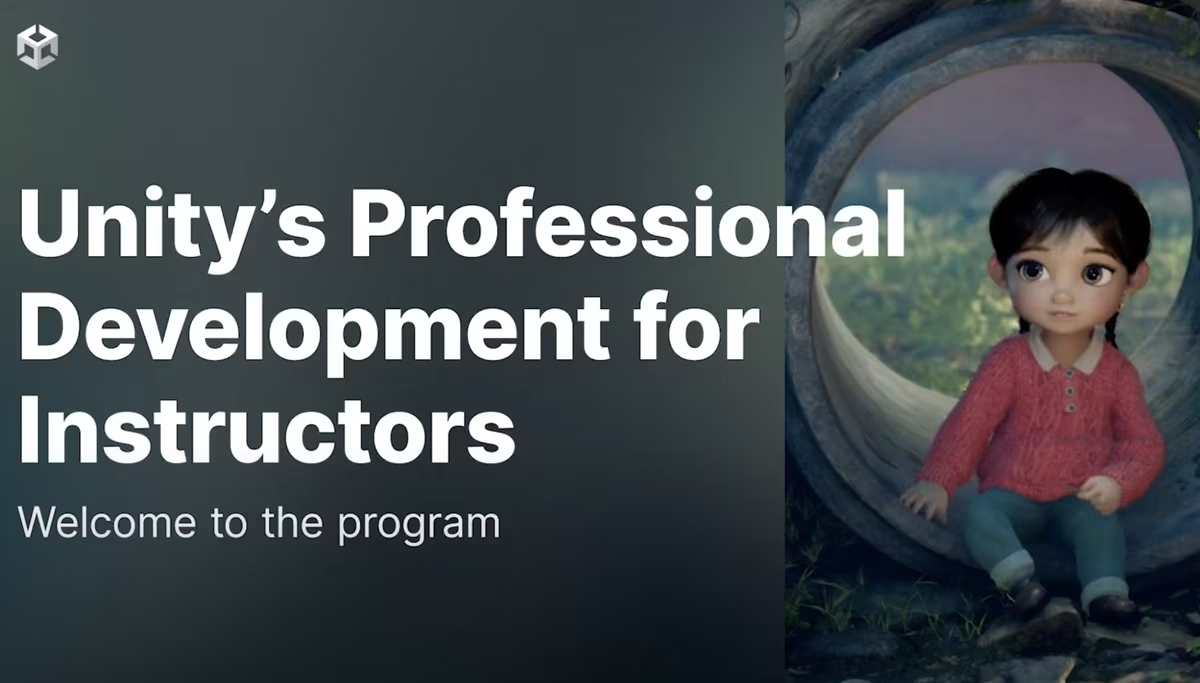 Unity’s Professional
Development for
Instructors
Welcome to the program